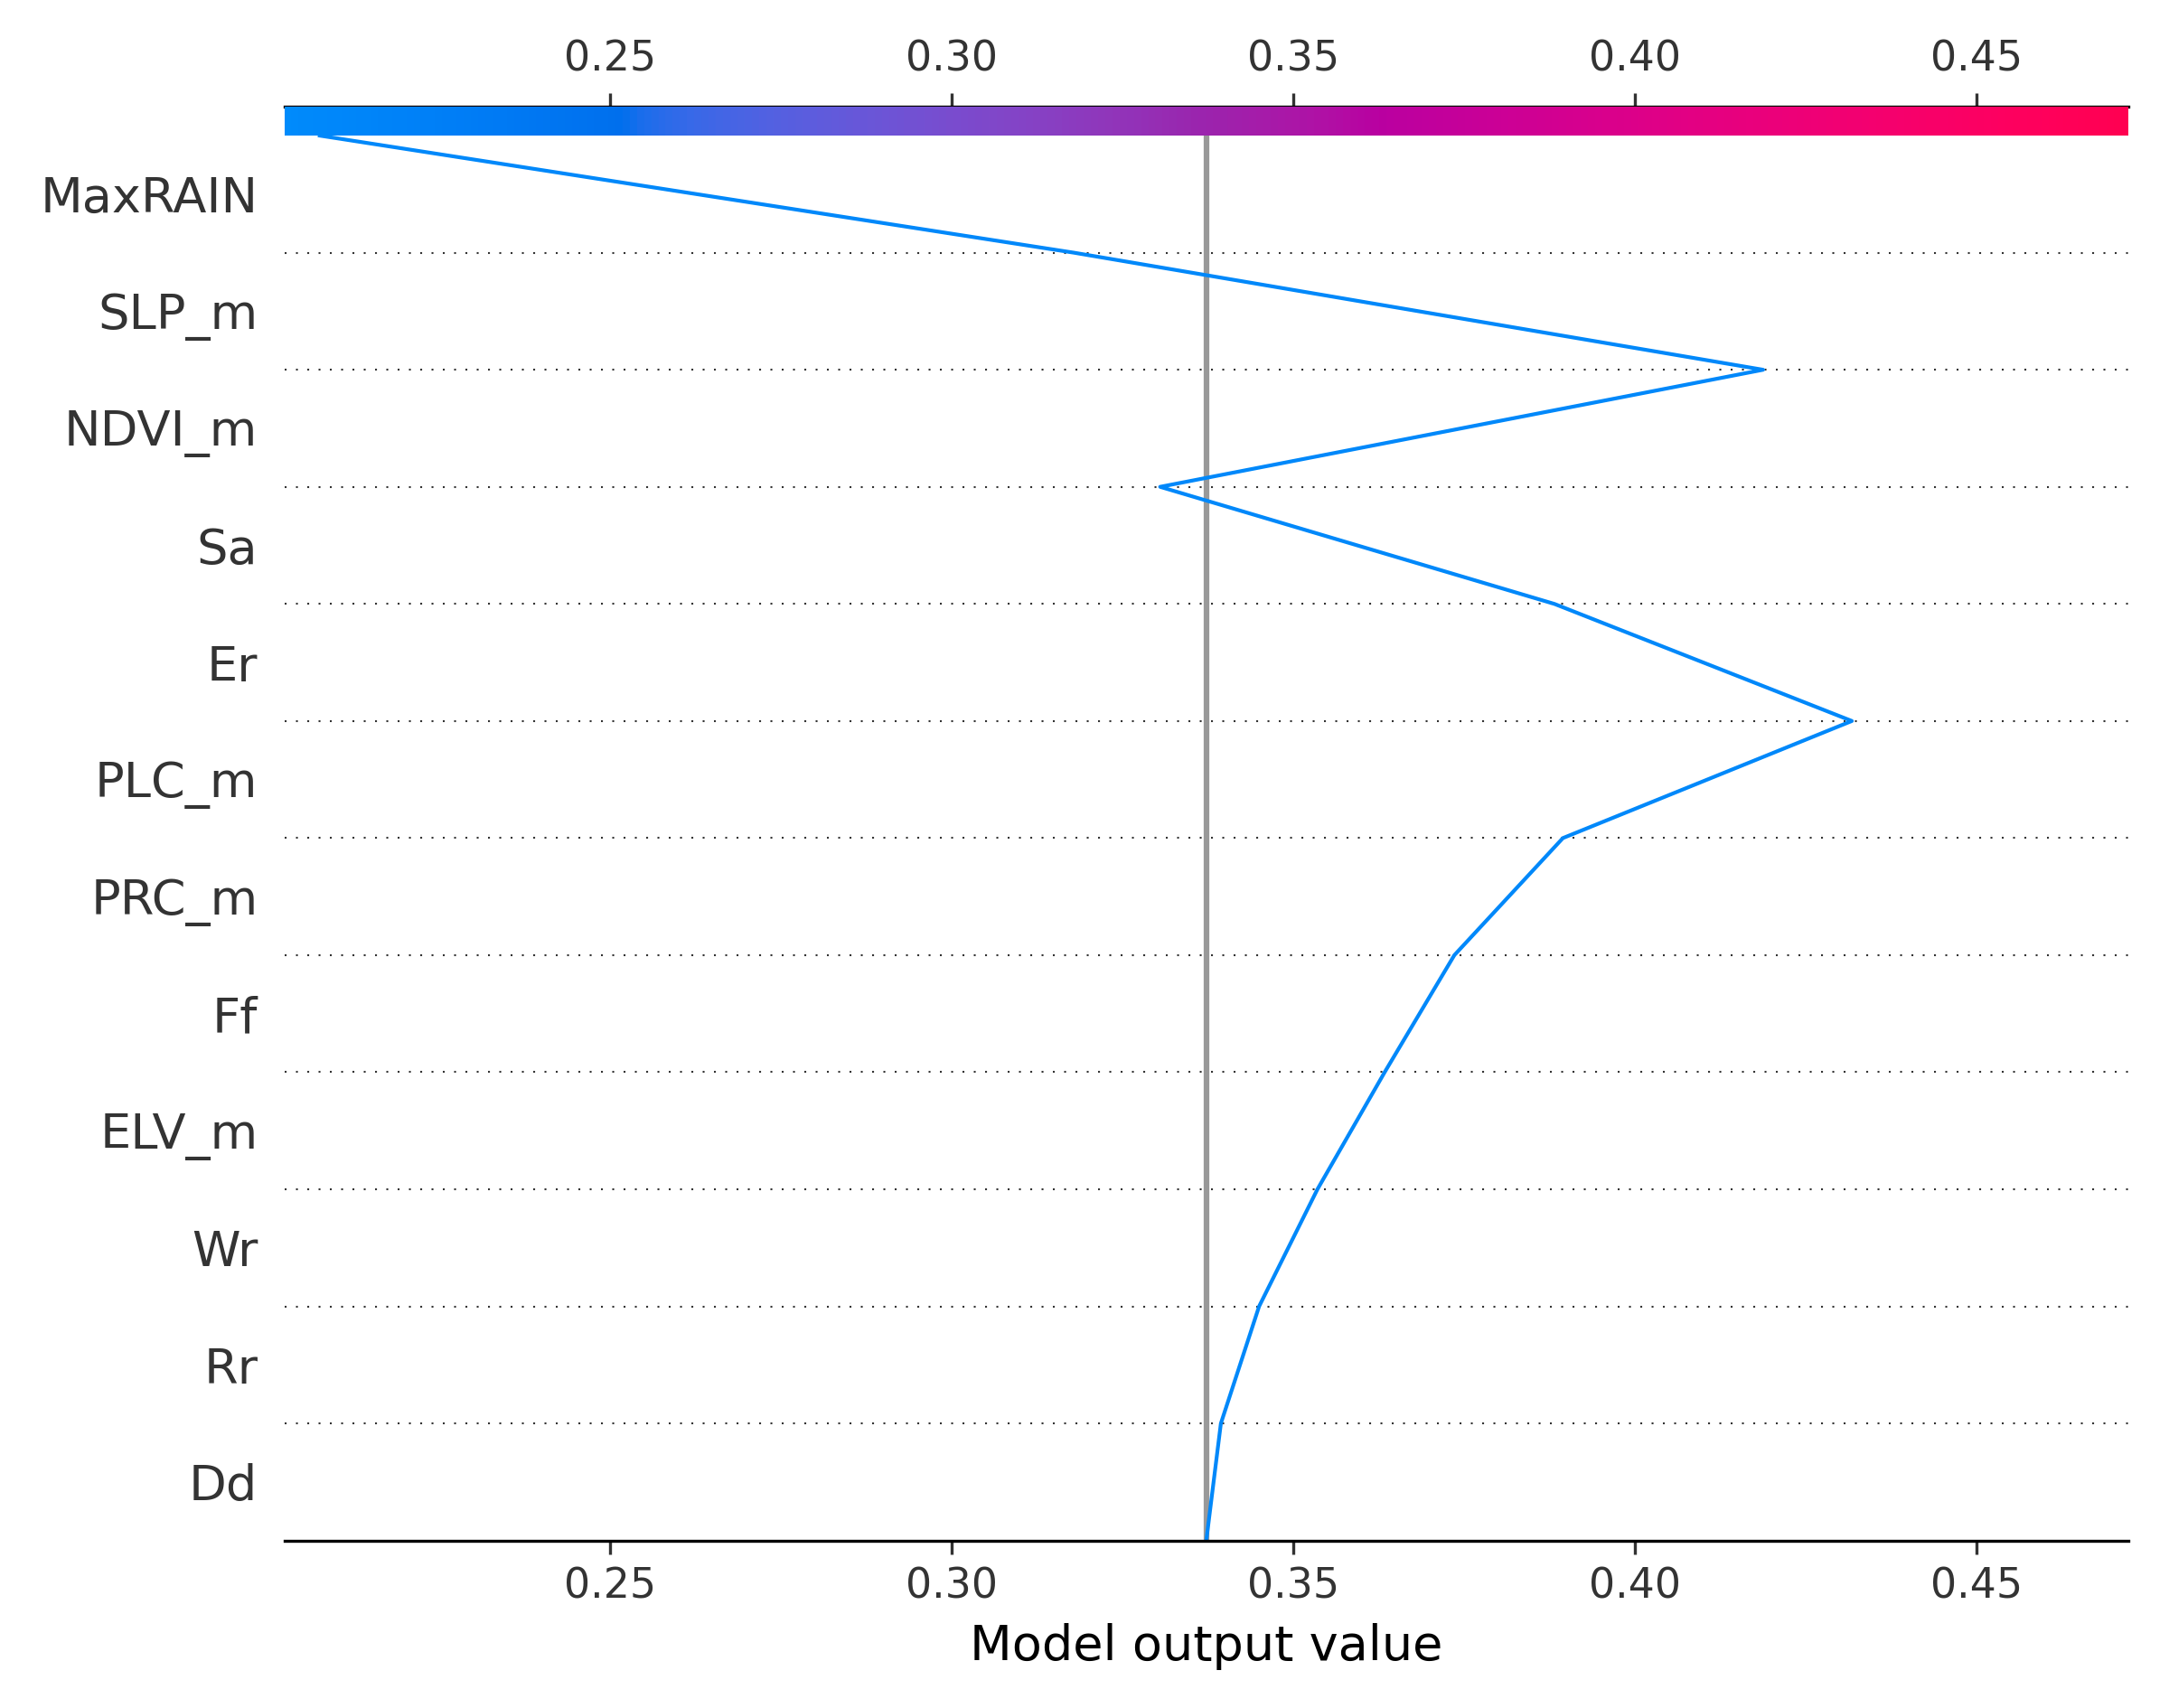 0.25 0.30 0.35 0.40 0.45
MaxRAIN
SLP_m
NDVI_m
Sa
Er
PLC_m
PRC_m
Ff
ELV_m
Wr
Rr
Dd
0.25 0.30 0.35 0.40 0.45
Model output value